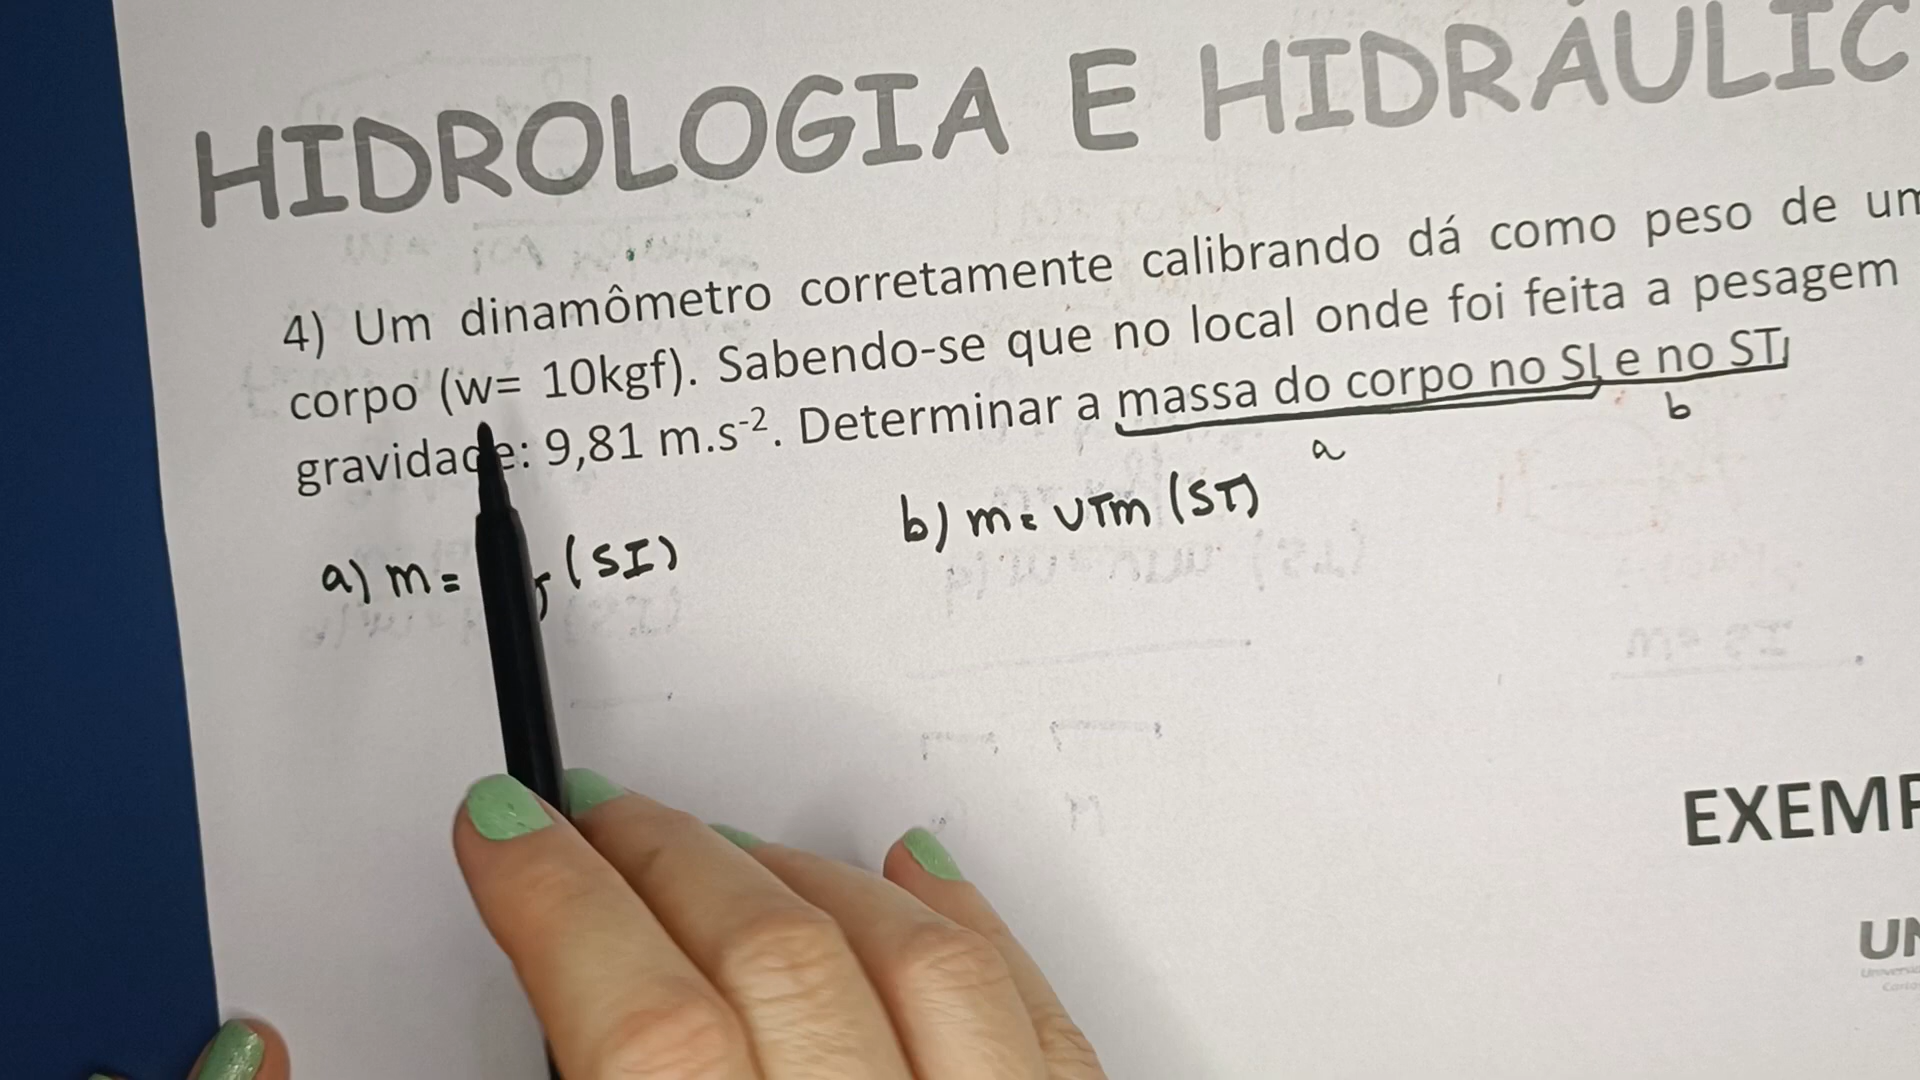 HIDROLOGIA E HIDRÁULIC
4) Um dinamômetro corretamente calibrando dá como peso de um
corpo (w= 10kgf). Sabendo-se que no local onde foi feita a pesagem
gravidade: 9,81 m.s-2. Determinar a massa do corpo no SI e no ST
a
b
a) m= (SI)
b) m= UTm (ST)
EXEMP
UN